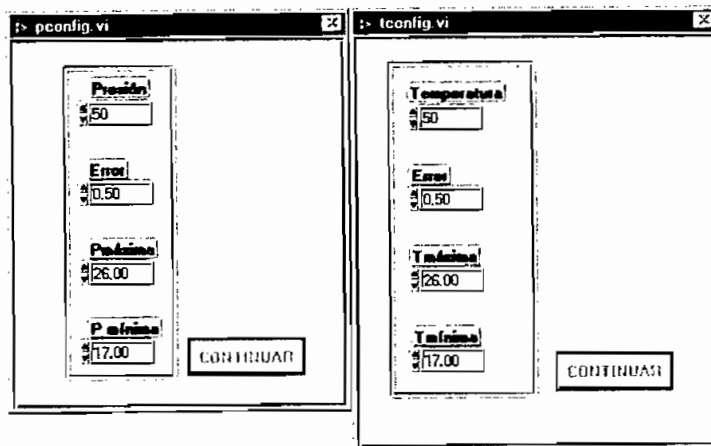 pconfig.vi
Presión
50
Error
0.50
P máxima
26.00
P mínima
17.00
CONTINUAR
tconfig.vi
Temperatura
50
Error
0.50
T máxima
26.00
T mínima
17.00
CONTINUAR